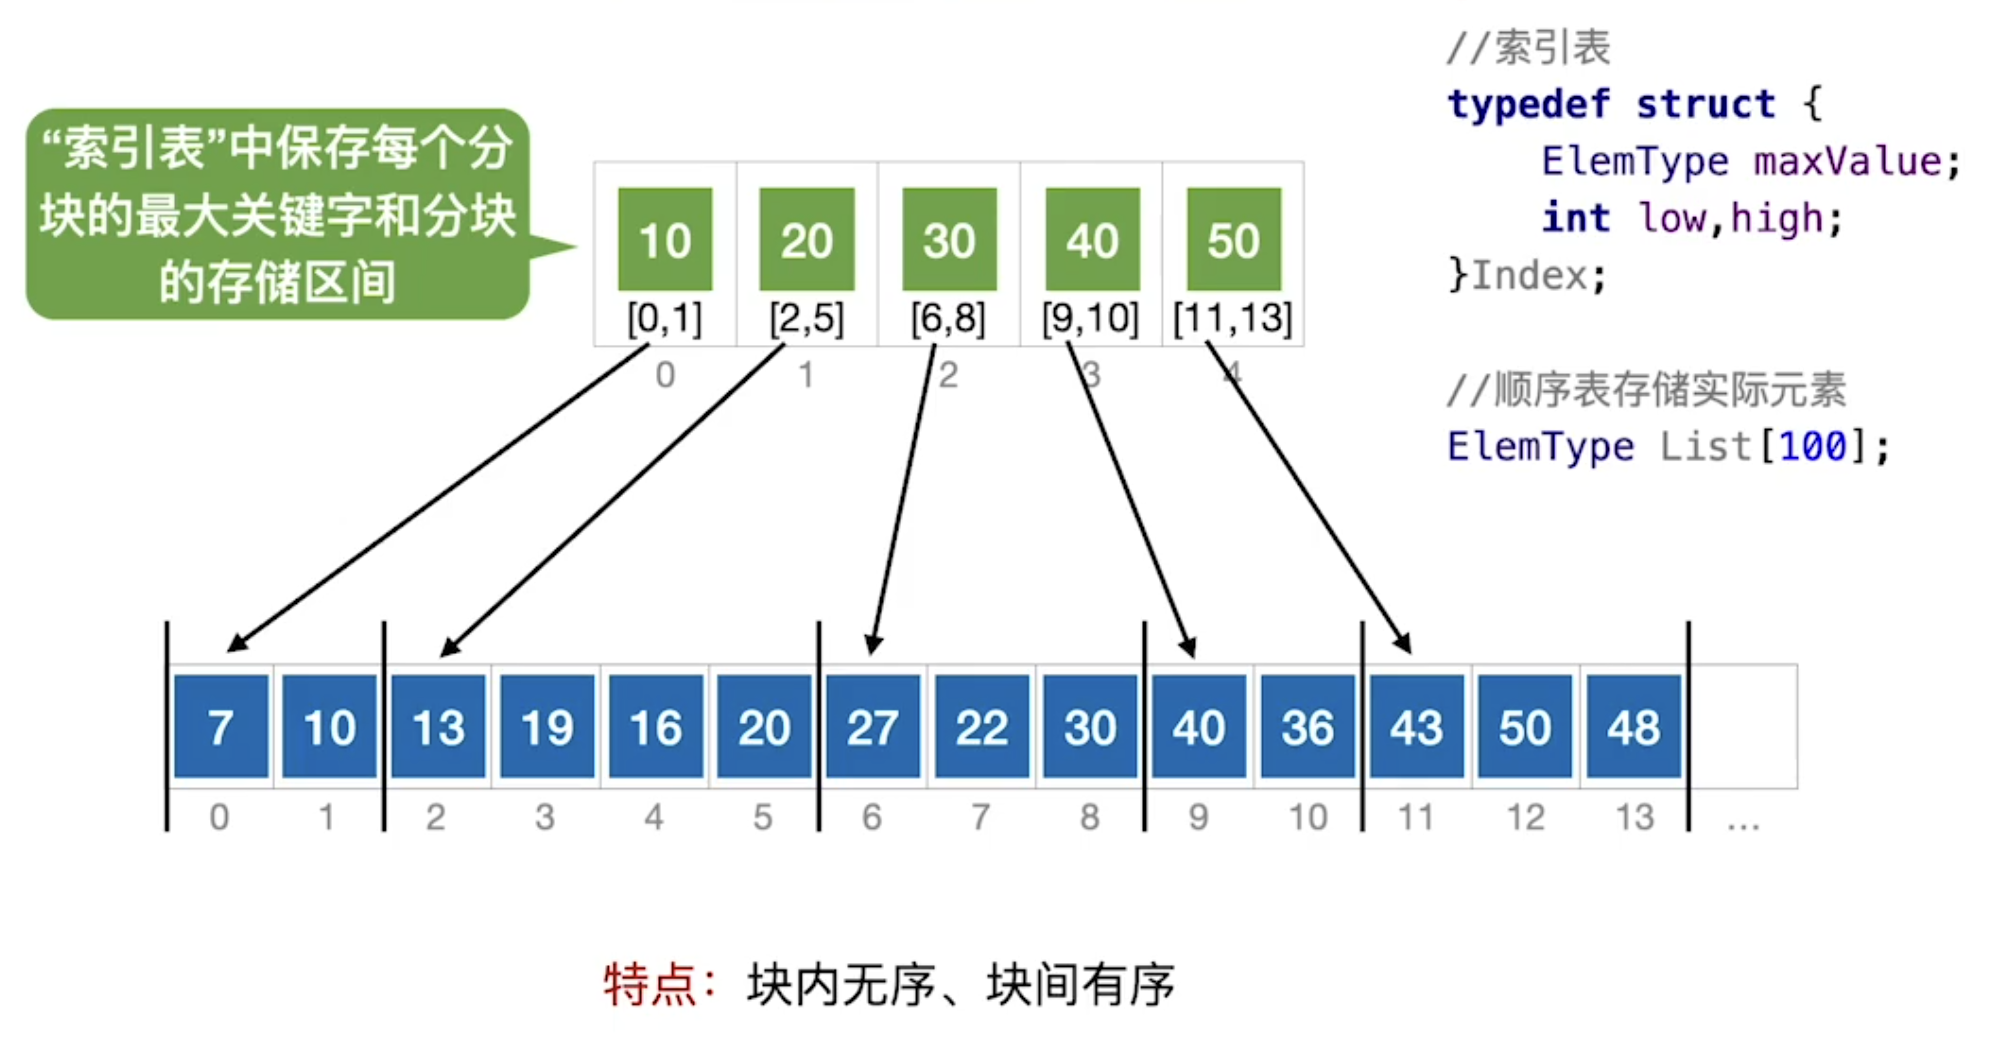 “索引表”中保存每个分
块的最大关键字和分块
的存储区间
10 20 30 40 50
[0,1] [2,5] [6,8] [9,10] [11,13]
0 1 2 3 4
//索引表
typedef struct {
ElemType maxValue;
int low,high;
}Index;
//顺序表存储实际元素
ElemType List[100];
7 10 13 19 16 20 27 22 30 40 36 43 50 48
0 1 2 3 4 5 6 7 8 9 10 11 12 13 ...
特点：块内无序、块间有序